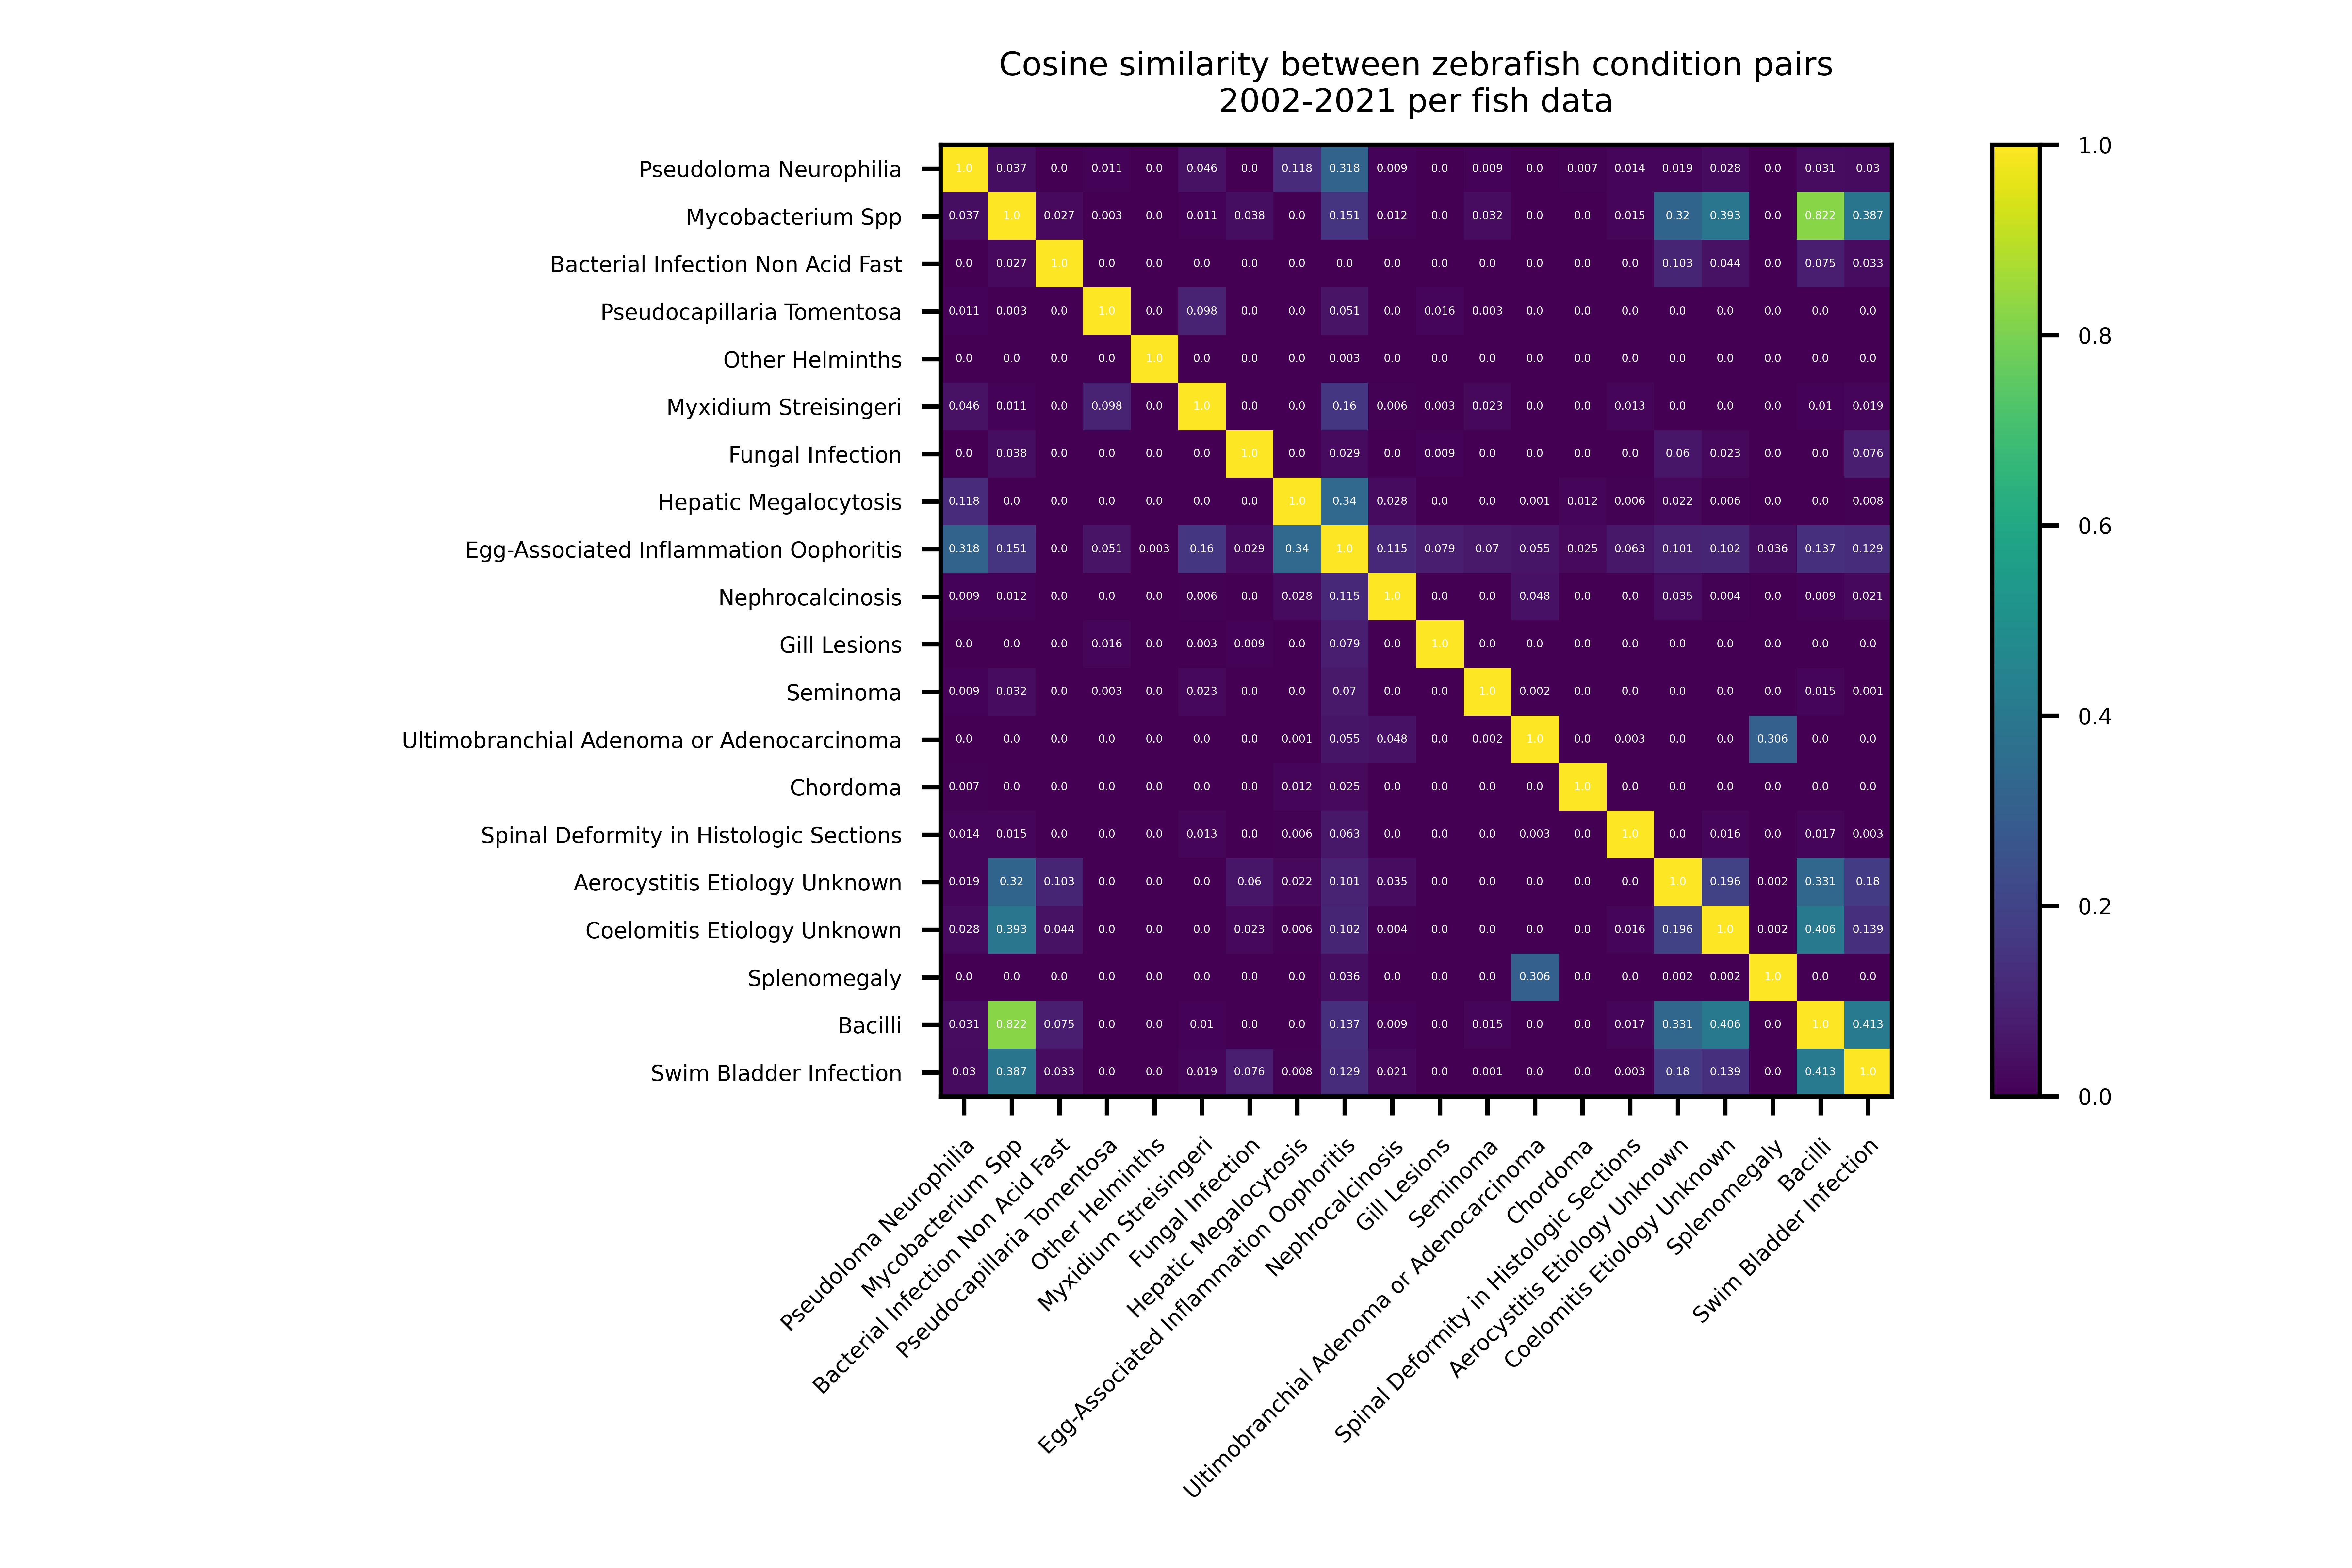 Cosine similarity between zebrafish condition pairs
2002-2021 per fish data
Pseudoloma Neurophilia 1.0 0.037 0.0 0.011 0.0 0.046 0.0 0.118 0.318 0.009 0.0 0.009 0.0 0.007 0.014 0.019 0.028 0.0 0.031 0.03
Mycobacterium Spp 0.037 1.0 0.027 0.003 0.0 0.011 0.038 0.0 0.151 0.012 0.0 0.032 0.0 0.0 0.015 0.32 0.393 0.0 0.822 0.387
Bacterial Infection Non Acid Fast 0.0 0.027 1.0 0.0 0.0 0.0 0.0 0.0 0.0 0.0 0.0 0.0 0.0 0.0 0.0 0.103 0.044 0.0 0.075 0.033
Pseudocapillaria Tomentosa 0.011 0.003 0.0 1.0 0.0 0.098 0.0 0.0 0.051 0.0 0.016 0.003 0.0 0.0 0.0 0.0 0.0 0.0 0.0 0.0
Other Helminths 0.0 0.0 0.0 0.0 1.0 0.0 0.0 0.0 0.003 0.0 0.0 0.0 0.0 0.0 0.0 0.0 0.0 0.0 0.0 0.0
Myxidium Streisingeri 0.046 0.011 0.0 0.098 0.0 1.0 0.0 0.0 0.16 0.006 0.003 0.023 0.0 0.0 0.013 0.0 0.0 0.0 0.01 0.019
Fungal Infection 0.0 0.038 0.0 0.0 0.0 0.0 1.0 0.0 0.029 0.0 0.009 0.0 0.0 0.0 0.0 0.06 0.023 0.0 0.0 0.076
Hepatic Megalocytosis 0.118 0.0 0.0 0.0 0.0 0.0 0.0 1.0 0.34 0.028 0.0 0.0 0.001 0.012 0.006 0.022 0.006 0.0 0.0 0.008
Egg-Associated Inflammation Oophoritis 0.318 0.151 0.0 0.051 0.003 0.16 0.029 0.34 1.0 0.115 0.079 0.07 0.055 0.025 0.063 0.101 0.102 0.036 0.137 0.129
Nephrocalcinosis 0.009 0.012 0.0 0.0 0.0 0.006 0.0 0.028 0.115 1.0 0.0 0.0 0.048 0.0 0.0 0.035 0.004 0.0 0.009 0.021
Gill Lesions 0.0 0.0 0.0 0.016 0.0 0.003 0.009 0.0 0.079 0.0 1.0 0.0 0.0 0.0 0.0 0.0 0.0 0.0 0.0 0.0
Seminoma 0.009 0.032 0.0 0.003 0.0 0.023 0.0 0.0 0.07 0.0 0.0 1.0 0.002 0.0 0.0 0.0 0.0 0.0 0.015 0.001
Ultimobranchial Adenoma or Adenocarcinoma 0.0 0.0 0.0 0.0 0.0 0.0 0.0 0.001 0.055 0.048 0.0 0.002 1.0 0.0 0.003 0.0 0.0 0.306 0.0 0.0
Chordoma 0.007 0.0 0.0 0.0 0.0 0.0 0.0 0.012 0.025 0.0 0.0 0.0 0.0 1.0 0.0 0.0 0.0 0.0 0.0 0.0
Spinal Deformity in Histologic Sections 0.014 0.015 0.0 0.0 0.0 0.013 0.0 0.006 0.063 0.0 0.0 0.0 0.003 0.0 1.0 0.0 0.016 0.0 0.017 0.003
Aerocystitis Etiology Unknown 0.019 0.32 0.103 0.0 0.0 0.0 0.06 0.022 0.101 0.035 0.0 0.0 0.0 0.0 0.0 1.0 0.196 0.002 0.331 0.18
Coelomitis Etiology Unknown 0.028 0.393 0.044 0.0 0.0 0.0 0.023 0.006 0.102 0.004 0.0 0.0 0.0 0.0 0.016 0.196 1.0 0.002 0.406 0.139
Splenomegaly 0.0 0.0 0.0 0.0 0.0 0.0 0.0 0.0 0.036 0.0 0.0 0.0 0.306 0.0 0.0 0.002 0.002 1.0 0.0 0.0
Bacilli 0.031 0.822 0.075 0.0 0.0 0.01 0.0 0.0 0.137 0.009 0.0 0.015 0.0 0.0 0.017 0.331 0.406 0.0 1.0 0.413
Swim Bladder Infection 0.03 0.387 0.033 0.0 0.0 0.019 0.076 0.008 0.129 0.021 0.0 0.001 0.0 0.0 0.003 0.18 0.139 0.0 0.413 1.0
Pseudoloma Neurophilia
Mycobacterium Spp
Bacterial Infection Non Acid Fast
Pseudocapillaria Tomentosa
Other Helminths
Myxidium Streisingeri
Fungal Infection
Hepatic Megalocytosis
Egg-Associated Inflammation Oophoritis
Nephrocalcinosis
Gill Lesions
Seminoma
Ultimobranchial Adenoma or Adenocarcinoma
Chordoma
Spinal Deformity in Histologic Sections
Aerocystitis Etiology Unknown
Coelomitis Etiology Unknown
Splenomegaly
Bacilli
Swim Bladder Infection
1.0
0.8
0.6
0.4
0.2
0.0